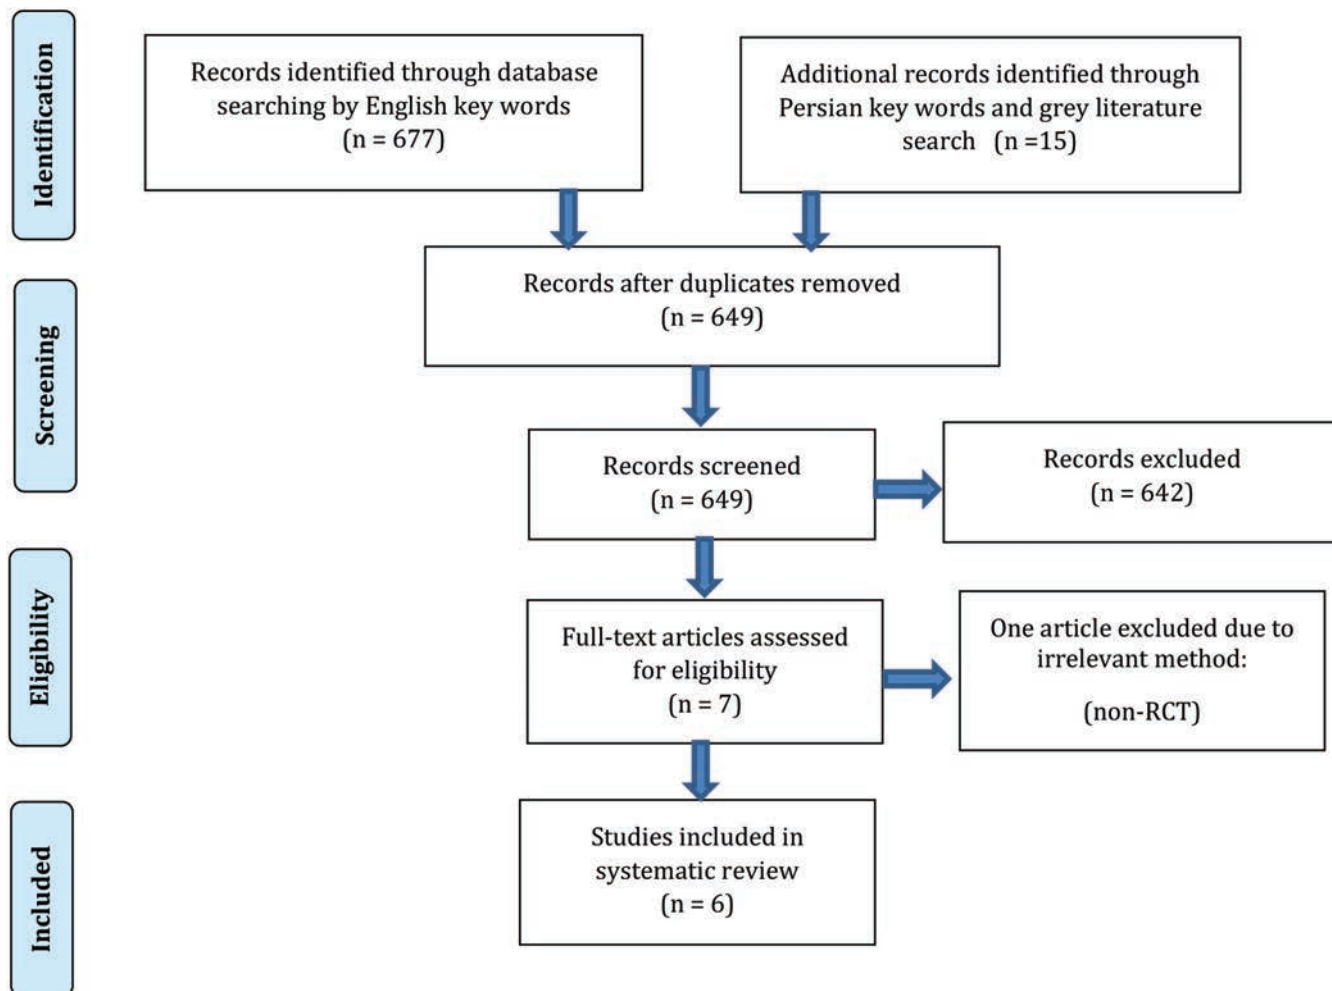 Identification
Records identified through database
searching by English key words
(n = 677)
Additional records identified through
Persian key words and grey literature
search (n =15)
Records after duplicates removed
(n = 649)
Screening
Records screened
(n = 649)
Records excluded
(n = 642)
Eligibility
Full-text articles assessed
for eligibility
(n = 7)
One article excluded due to
irrelevant method:
(non-RCT)
Included
Studies included in
systematic review
(n = 6)